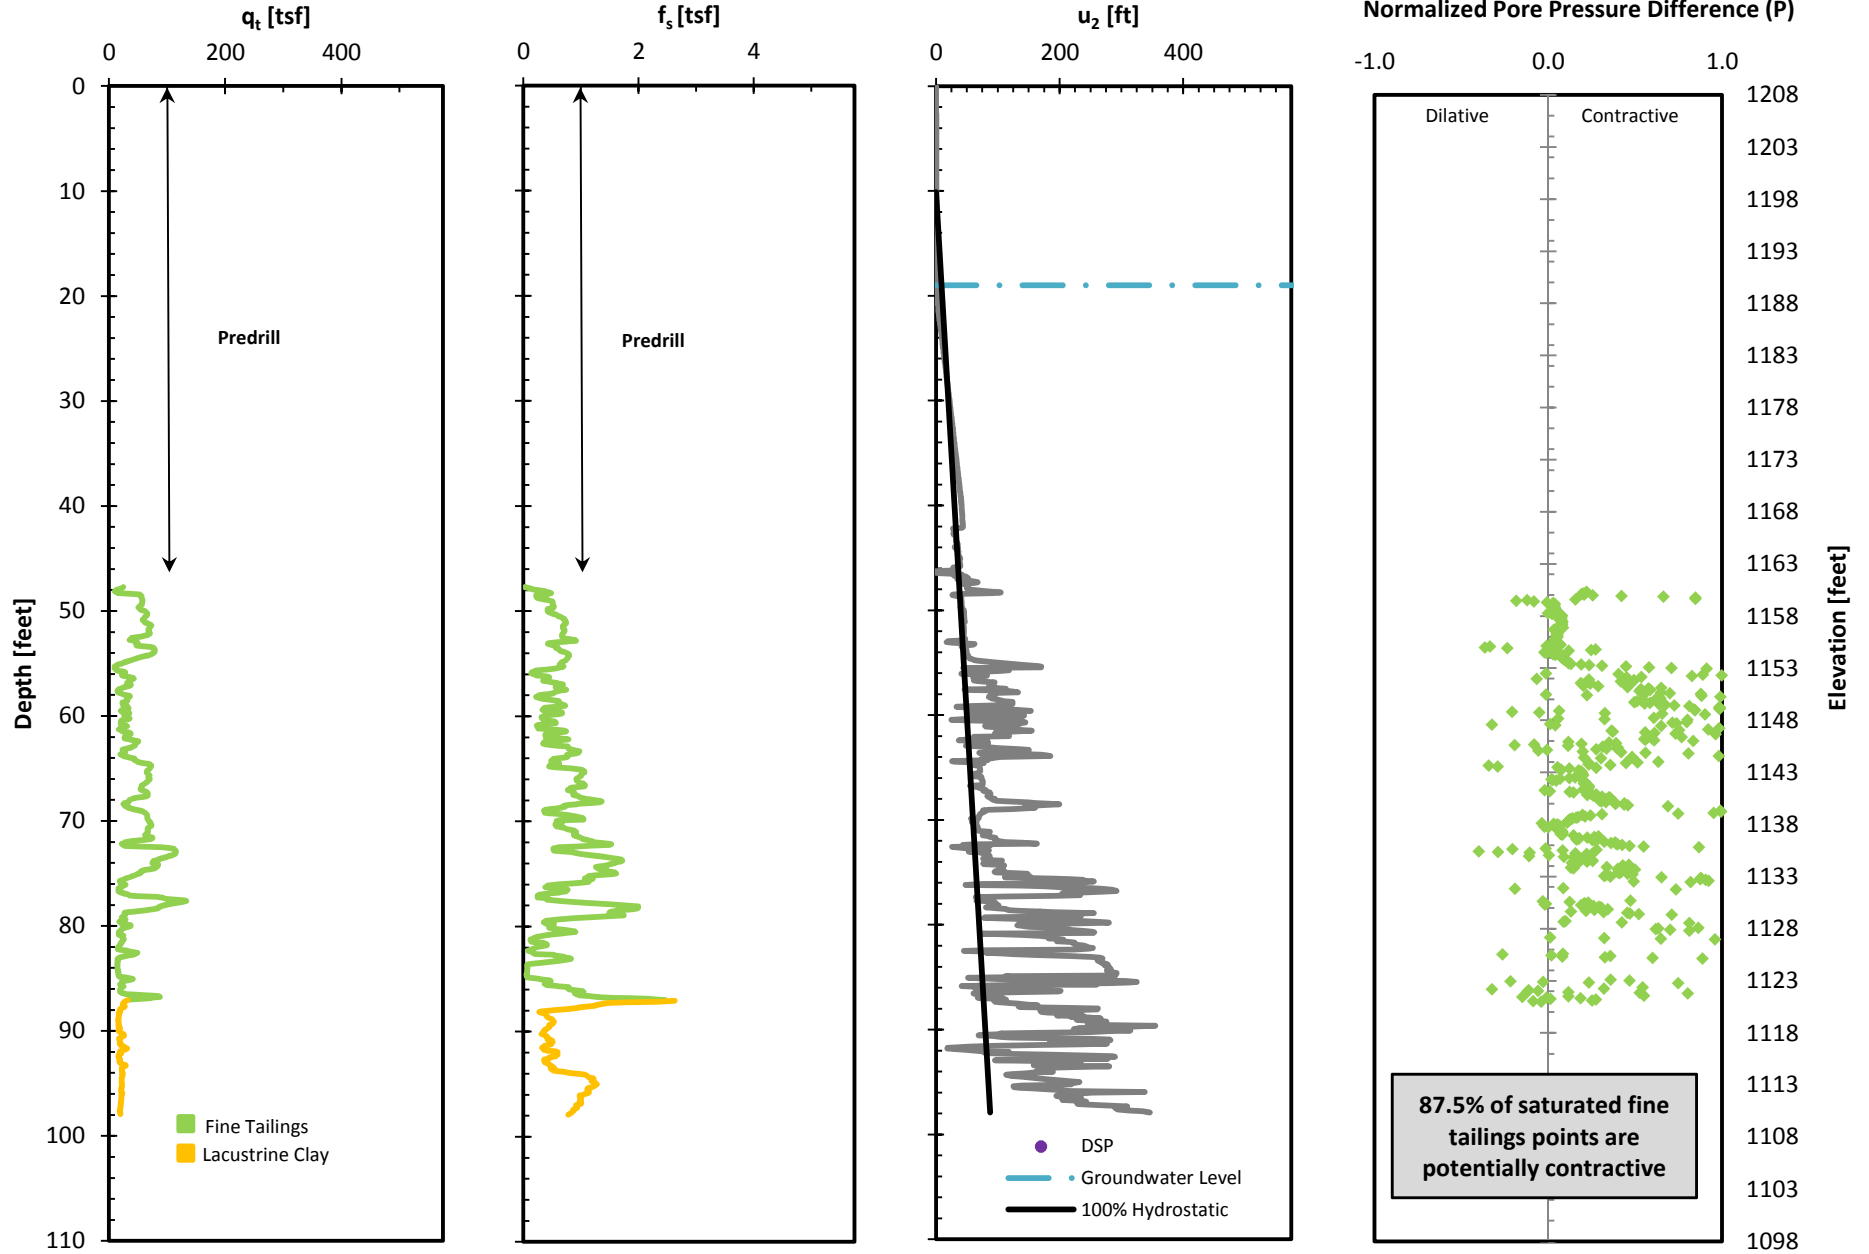 qt [tsf]
fs [tsf]
u2 [ft]
Normalized Pore Pressure Difference (P)
0 200 400
0 2 4
0 200 400
-1.0 0.0 1.0
Depth [feet]
0
10
20
30
40
50
60
70
80
90
100
110
Predrill
Fine Tailings
Lacustrine Clay
Predrill
DSP
Groundwater Level
100% Hydrostatic
Dilative Contractive
87.5% of saturated fine
tailings points are
potentially contractive
1208
1203
1198
1193
1188
1183
1178
1173
1168
1163
1158
1153
1148
1143
1138
1133
1128
1123
1118
1113
1108
1103
1098
Elevation [feet]